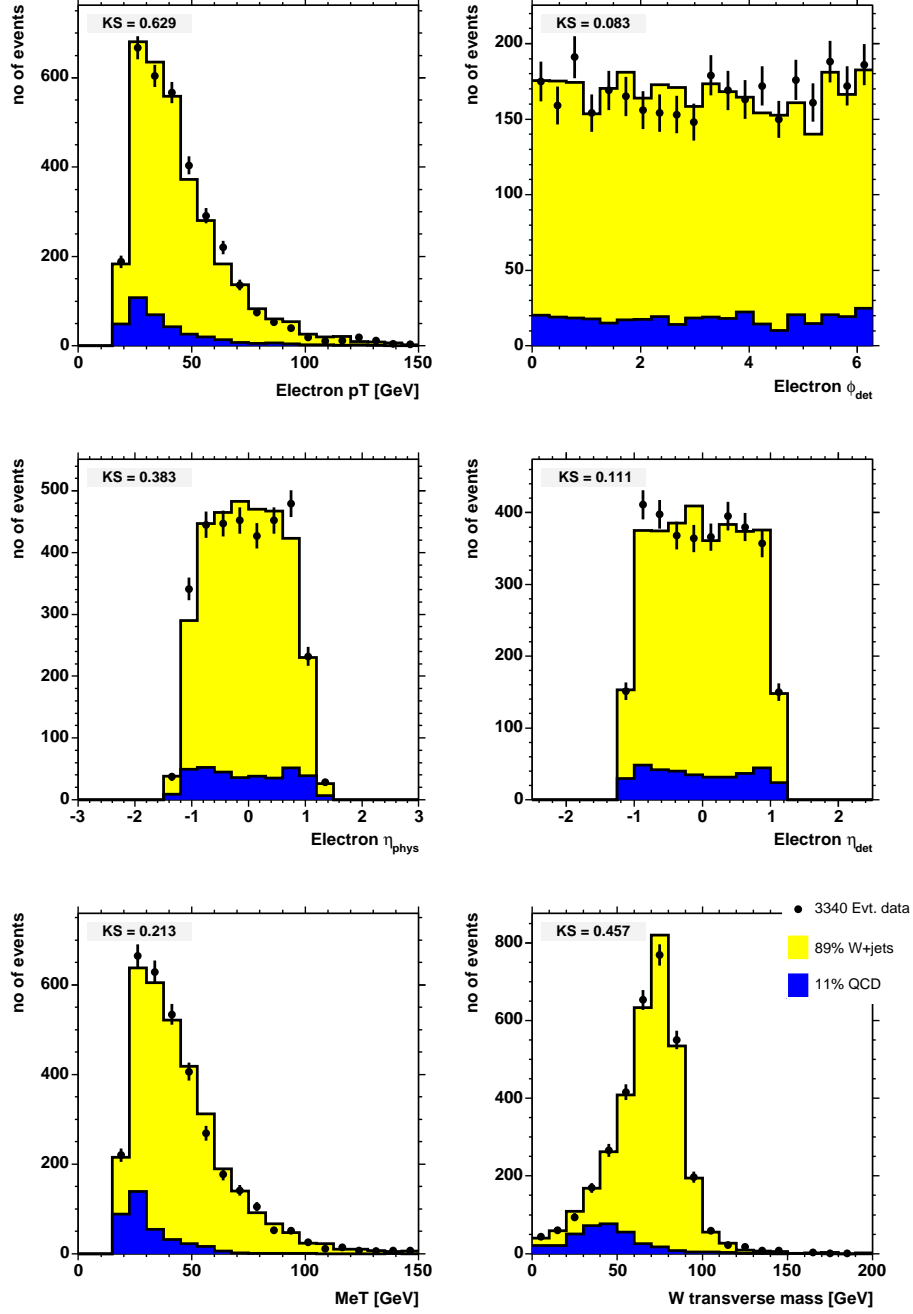 KS = 0.629
no of events
600
400
200
0
0 50 100 150
Electron pT [GeV]
KS = 0.083
no of events
200
150
100
50
0
0 2 4 6
Electron ϕdet
KS = 0.383
no of events
500
400
300
200
100
0
-3 -2 -1 0 1 2 3
Electron ηphys
KS = 0.111
no of events
400
300
200
100
0
-2 -1 0 1 2
Electron ηdet
KS = 0.213
no of events
600
400
200
0
0 50 100 150
MeT [GeV]
KS = 0.457
no of events
800
600
400
200
0
0 50 100 150 200
W transverse mass [GeV]
3340 Evt. data
89% W+jets
11% QCD